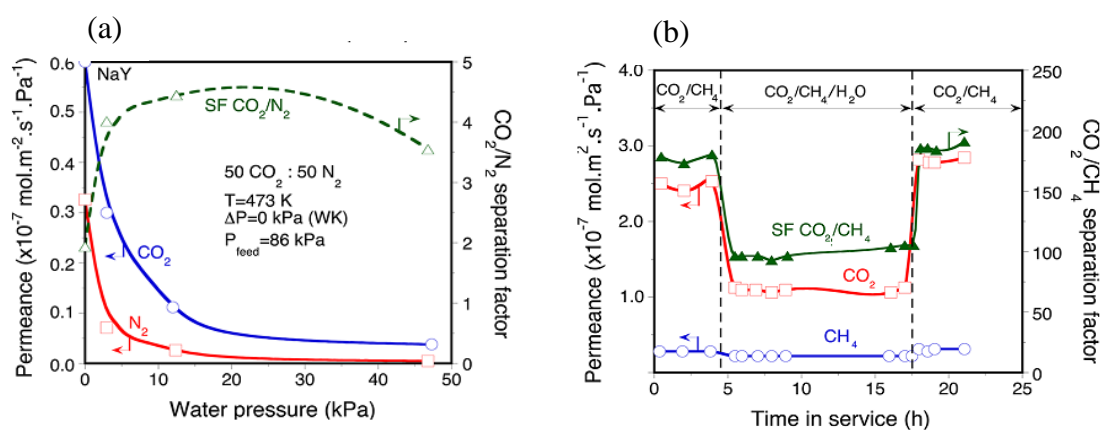 (a)
0.6
0.5
0.4
0.3
0.2
0.1
0.0
0
10
20
30
40
50
5
4
3
2
1
0
Permeance (x10⁻⁷ mol.m⁻².s⁻¹.Pa⁻¹)
Water pressure (kPa)
CO₂/N₂ separation factor
NaY
SF CO₂/N₂
50 CO₂ : 50 N₂
T=473 K
ΔP=0 kPa (WK)
P_feed=86 kPa
CO₂
N₂
(b)
4.0
3.0
2.0
1.0
0
5
10
15
20
25
250
200
150
100
50
0
Permeance (x10⁻⁷ mol.m⁻².s⁻¹.Pa⁻¹)
Time in service (h)
CO₂/CH₄ separation factor
CO₂/CH₄
CO₂/CH₄/H₂O
CO₂/CH₄
SF CO₂/CH₄
CO₂
CH₄